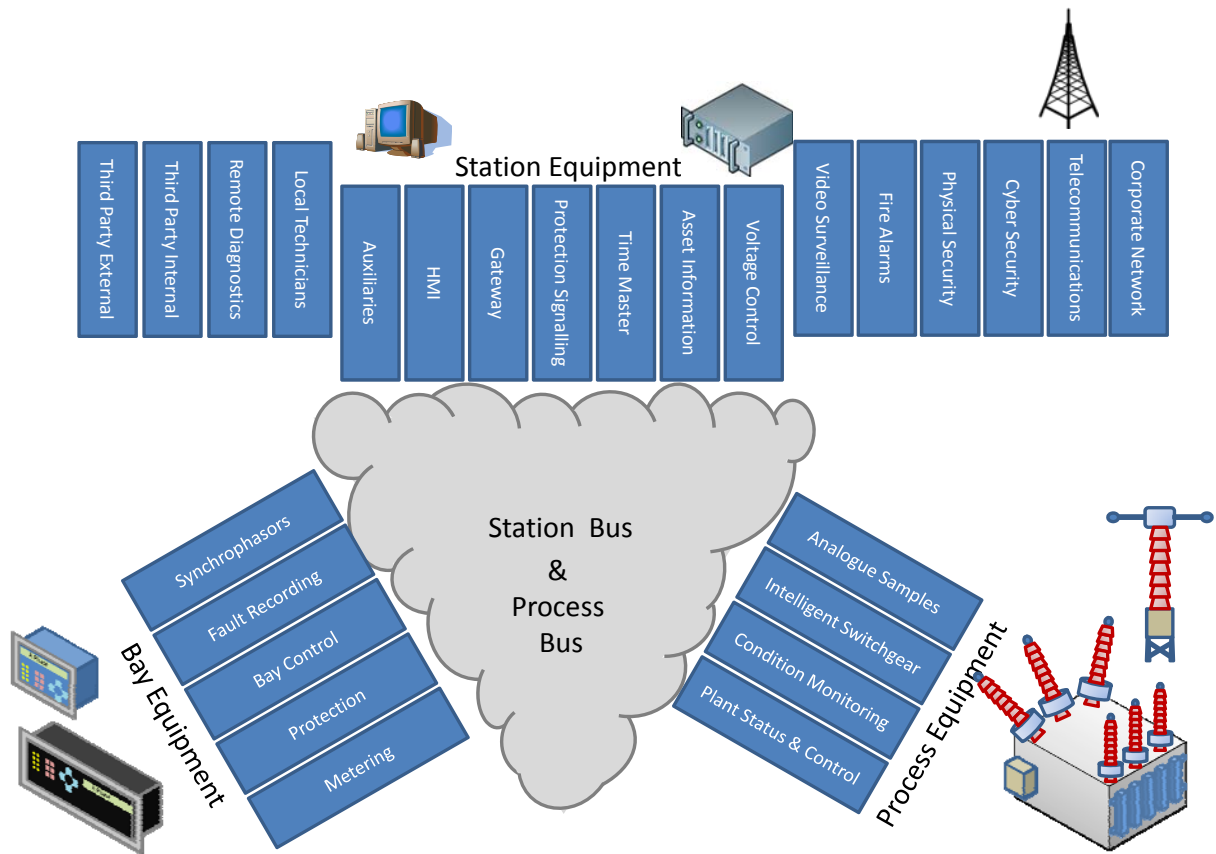 Station Equipment
Third Party External
Third Party Internal
Remote Diagnostics
Local Technicians
Auxiliaries
HMI
Gateway
Protection Signalling
Time Master
Asset Information
Voltage Control
Video Surveillance
Fire Alarms
Physical Security
Cyber Security
Telecommunications
Corporate Network
Station Bus
&
Process
Bus
Synchrophasors
Fault Recording
Bay Control
Protection
Metering
Bay Equipment
Analogue Samples
Intelligent Switchgear
Condition Monitoring
Plant Status & Control
Process Equipment